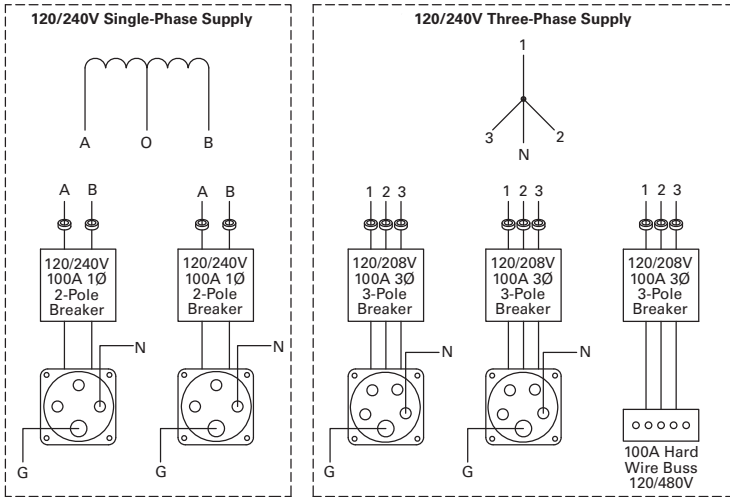 120/240V Single-Phase Supply
A O B
A B
A B
120/240V
100A 1Ø
2-Pole
Breaker
120/240V
100A 1Ø
2-Pole
Breaker
N
N
G
G
120/240V Three-Phase Supply
1
3 2
N
1 2 3
1 2 3
1 2 3
120/208V
100A 3Ø
3-Pole
Breaker
120/208V
100A 3Ø
3-Pole
Breaker
120/208V
100A 3Ø
3-Pole
Breaker
N
N
G
G
100A Hard
Wire Buss
120/480V